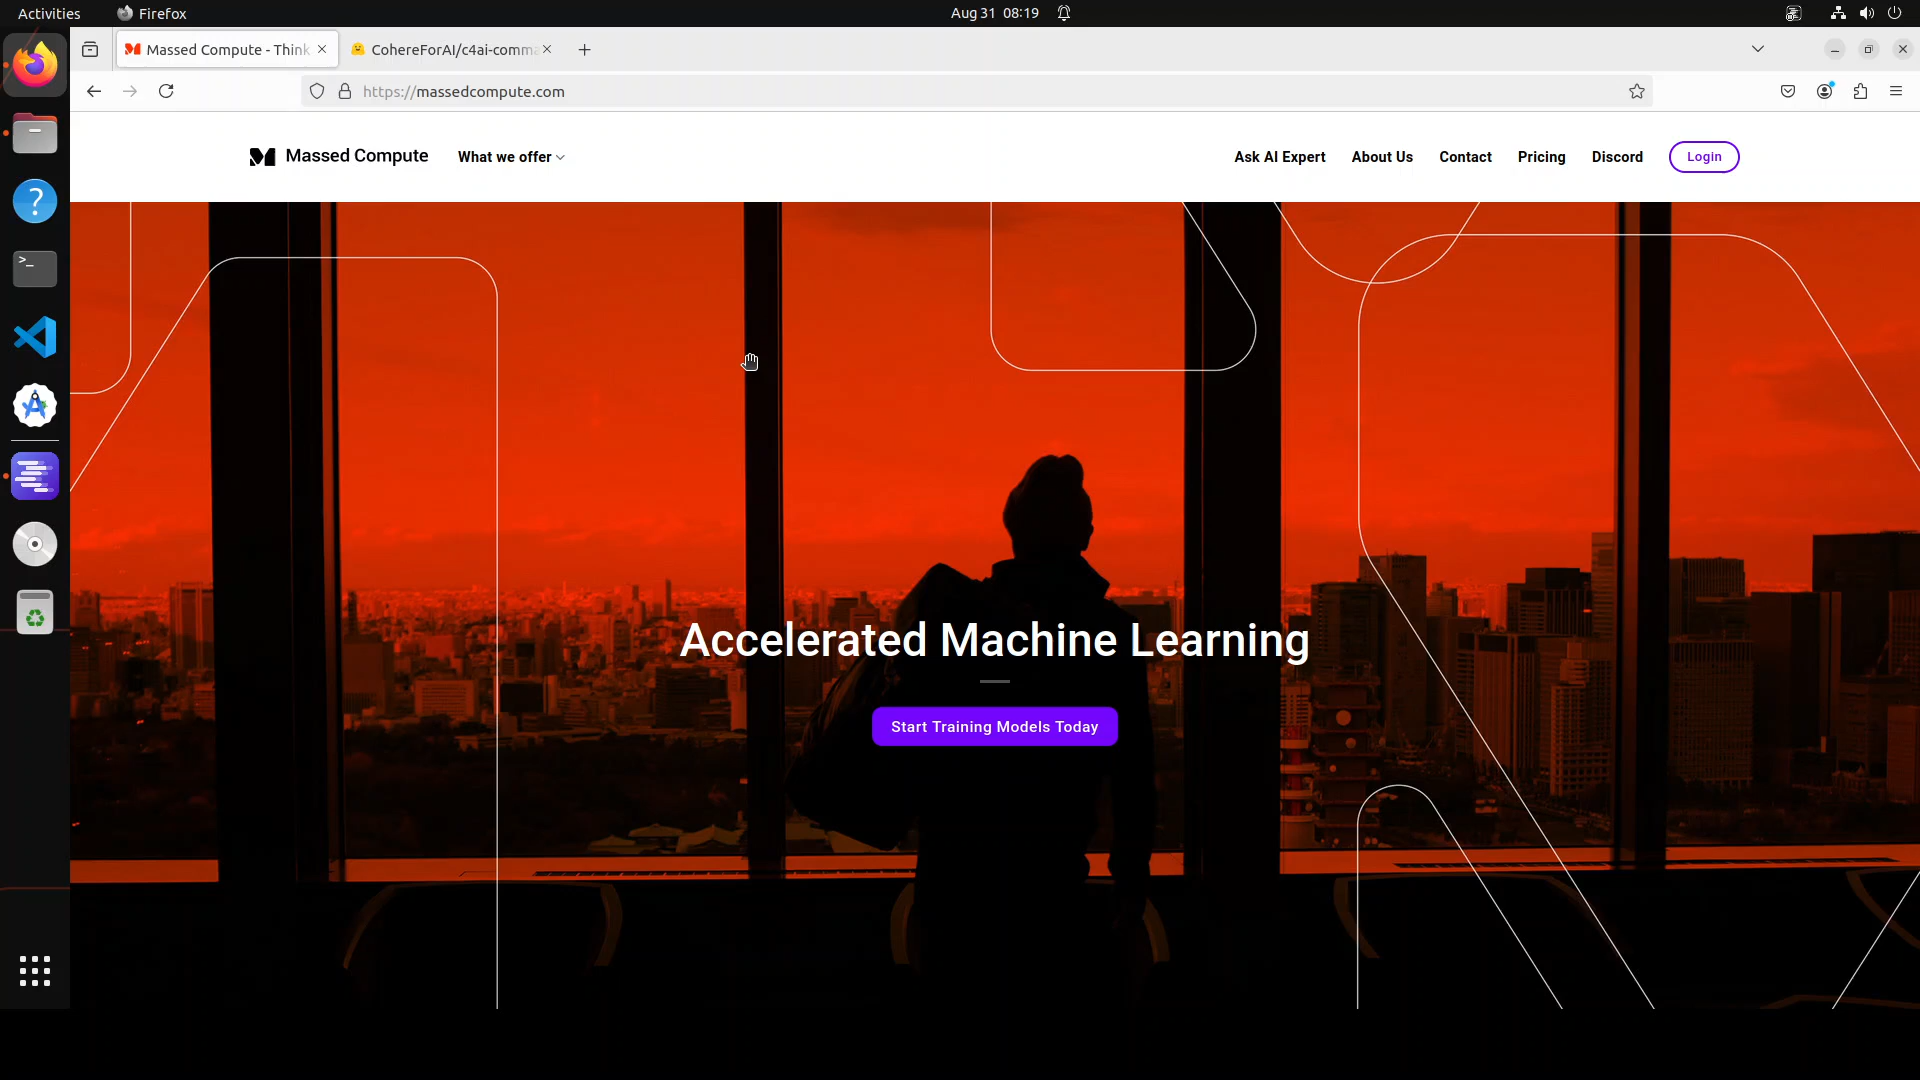 Activities
Firefox
Aug 31 08:19
Massed Compute - Think
CohereForAI/c4ai-comma
https://massedcompute.com
Massed Compute
What we offer
Ask AI Expert
About Us
Contact
Pricing
Discord
Login
Accelerated Machine Learning
Start Training Models Today